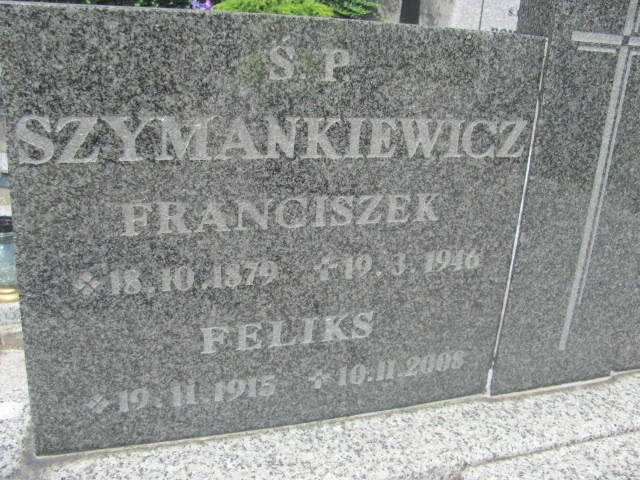 Ś. P.
SZYMANKIEWICZ
FRANCISZEK
18.10.1879 19.3.1946
FELIKS
19.11.1915 10.11.2008